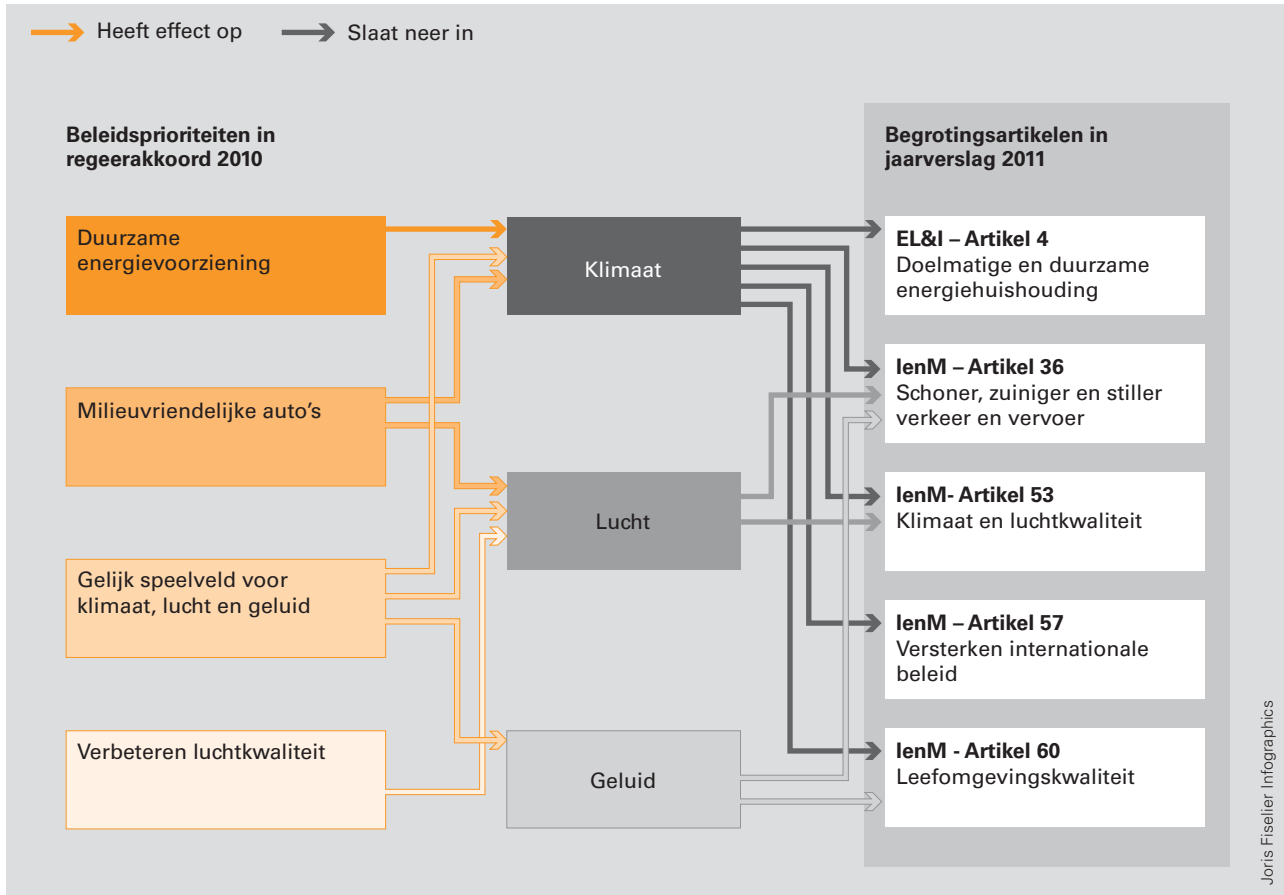 Heeft effect op
Slaat neer in
Beleidsprioriteiten in
regeerakkoord 2010
Duurzame
energievoorziening
Milieuvriendelijke auto's
Gelijk speelveld voor
klimaat, lucht en geluid
Verbeteren luchtkwaliteit
Klimaat
Lucht
Geluid
Begrotingsartikelen in
jaarverslag 2011
EL&I – Artikel 4
Doelmatige en duurzame
energiehuishouding
IenM – Artikel 36
Schoner, zuiniger en stiller
verkeer en vervoer
IenM- Artikel 53
Klimaat en luchtkwaliteit
IenM – Artikel 57
Versterken internationale
beleid
IenM - Artikel 60
Leefomgevingskwaliteit
Joris Fiselier Infographics